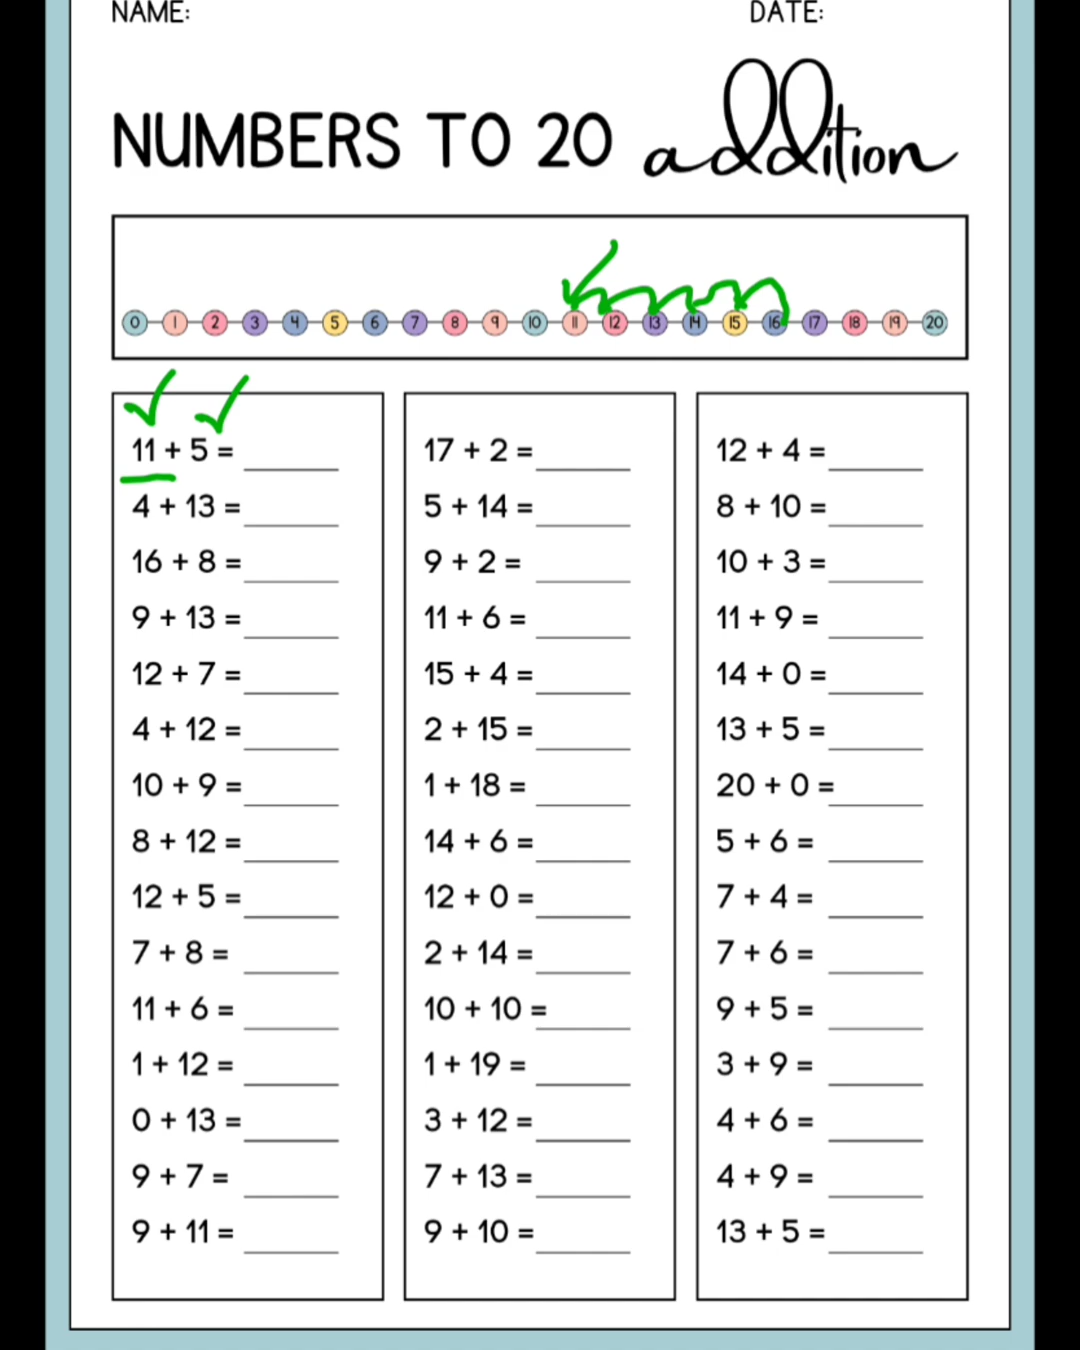 NAME: DATE:
NUMBERS TO 20 addition
0 1 2 3 4 5 6 7 8 9 10 11 12 13 14 15 16 17 18 19 20
11 + 5 =
4 + 13 =
16 + 8 =
9 + 13 =
12 + 7 =
4 + 12 =
10 + 9 =
8 + 12 =
12 + 5 =
7 + 8 =
11 + 6 =
1 + 12 =
0 + 13 =
9 + 7 =
9 + 11 =
17 + 2 =
5 + 14 =
9 + 2 =
11 + 6 =
15 + 4 =
2 + 15 =
1 + 18 =
14 + 6 =
12 + 0 =
2 + 14 =
10 + 10 =
1 + 19 =
3 + 12 =
7 + 13 =
9 + 10 =
12 + 4 =
8 + 10 =
10 + 3 =
11 + 9 =
14 + 0 =
13 + 5 =
20 + 0 =
5 + 6 =
7 + 4 =
7 + 6 =
9 + 5 =
3 + 9 =
4 + 6 =
4 + 9 =
13 + 5 =